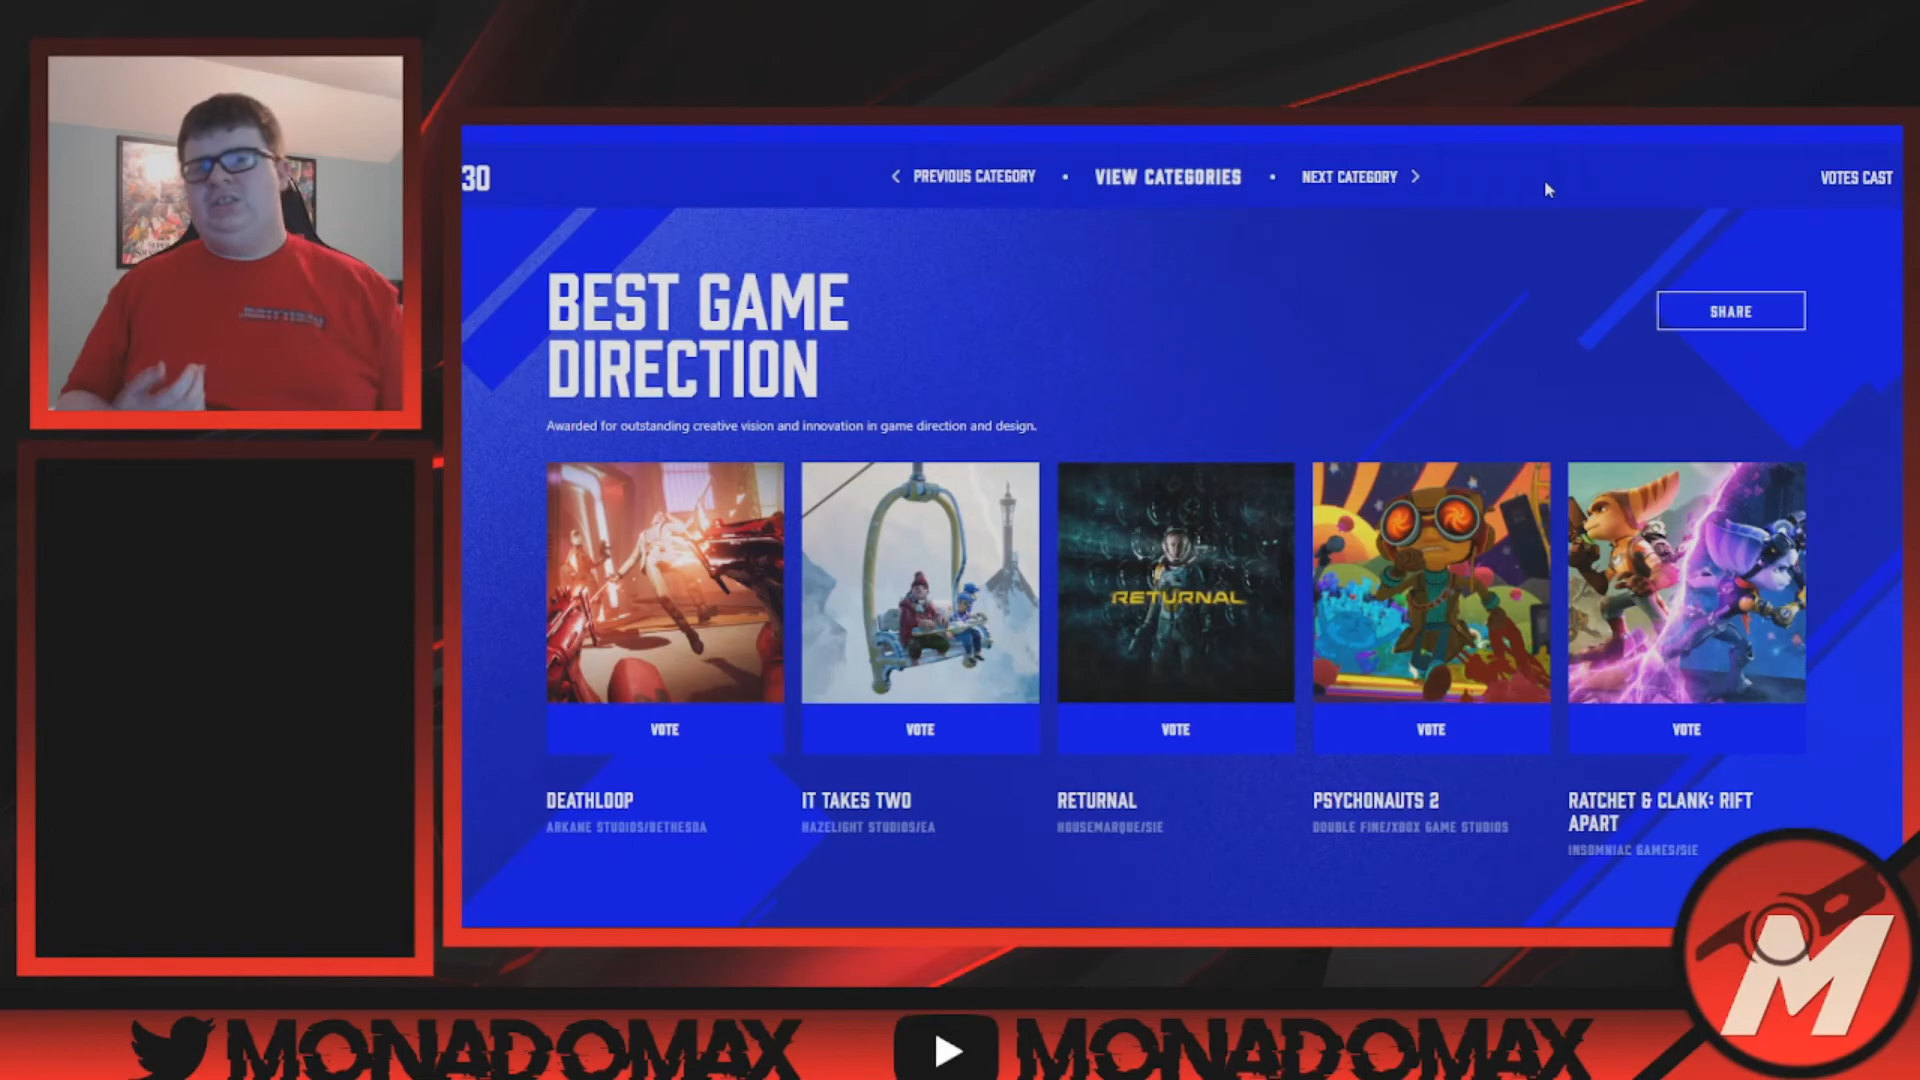 30
PREVIOUS CATEGORY
VIEW CATEGORIES
NEXT CATEGORY
VOTES CAST
BEST GAME
DIRECTION
SHARE
Awarded for outstanding creative vision and innovation in game direction and design.
RETURNAL
VOTE
VOTE
VOTE
VOTE
VOTE
DEATHLOOP
ARKANE STUDIOS/BETHESDA
IT TAKES TWO
HAZELIGHT STUDIOS/EA
RETURNAL
HOUSEMARQUE/SIE
PSYCHONAUTS 2
DOUBLE FINE/XBOX GAME STUDIOS
RATCHET & CLANK: RIFT
APART
INSOMNIAC GAMES/SIE
M
MONADOMAX
MONADOMAX